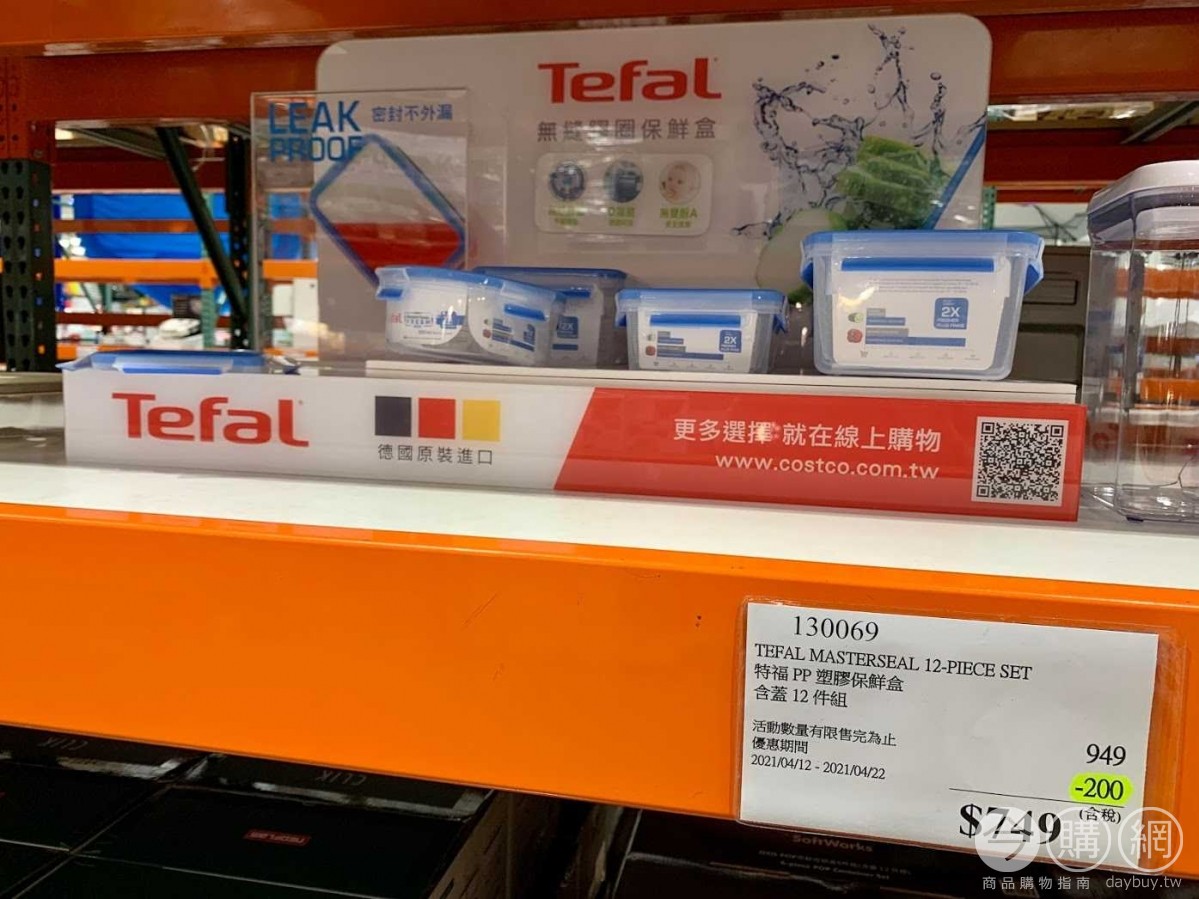 Tefal
LEAK
PROOF
密封不外漏
無縫膠圈保鮮盒
Tefal
2X
2X
Tefal
德國原裝進口
更多選擇 就在線上購物
www.costco.com.tw
130069
TEFAL MASTERSEAL 12-PIECE SET
特福 PP 塑膠保鮮盒
含蓋 12 件組
活動數量有限售完為止
優惠期間
2021/04/12 - 2021/04/22
949
-200
$749 (含稅)
SoftWorks
購網
商品購物指南 daybuy.tw